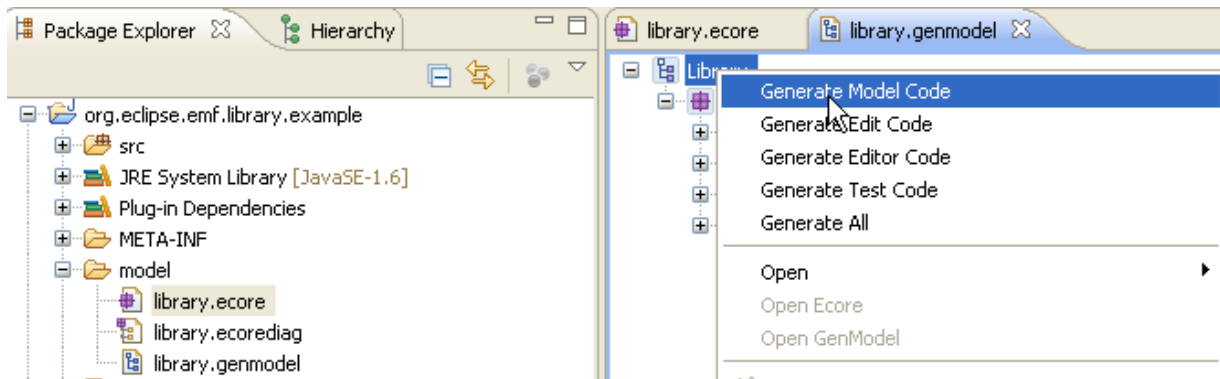 Package Explorer
Hierarchy
org.eclipse.emf.library.example
src
JRE System Library [JavaSE-1.6]
Plug-in Dependencies
META-INF
model
library.ecore
library.ecorediag
library.genmodel
library.ecore
library.genmodel
Library
Generate Model Code
Generate Edit Code
Generate Editor Code
Generate Test Code
Generate All
Open
Open Ecore
Open GenModel